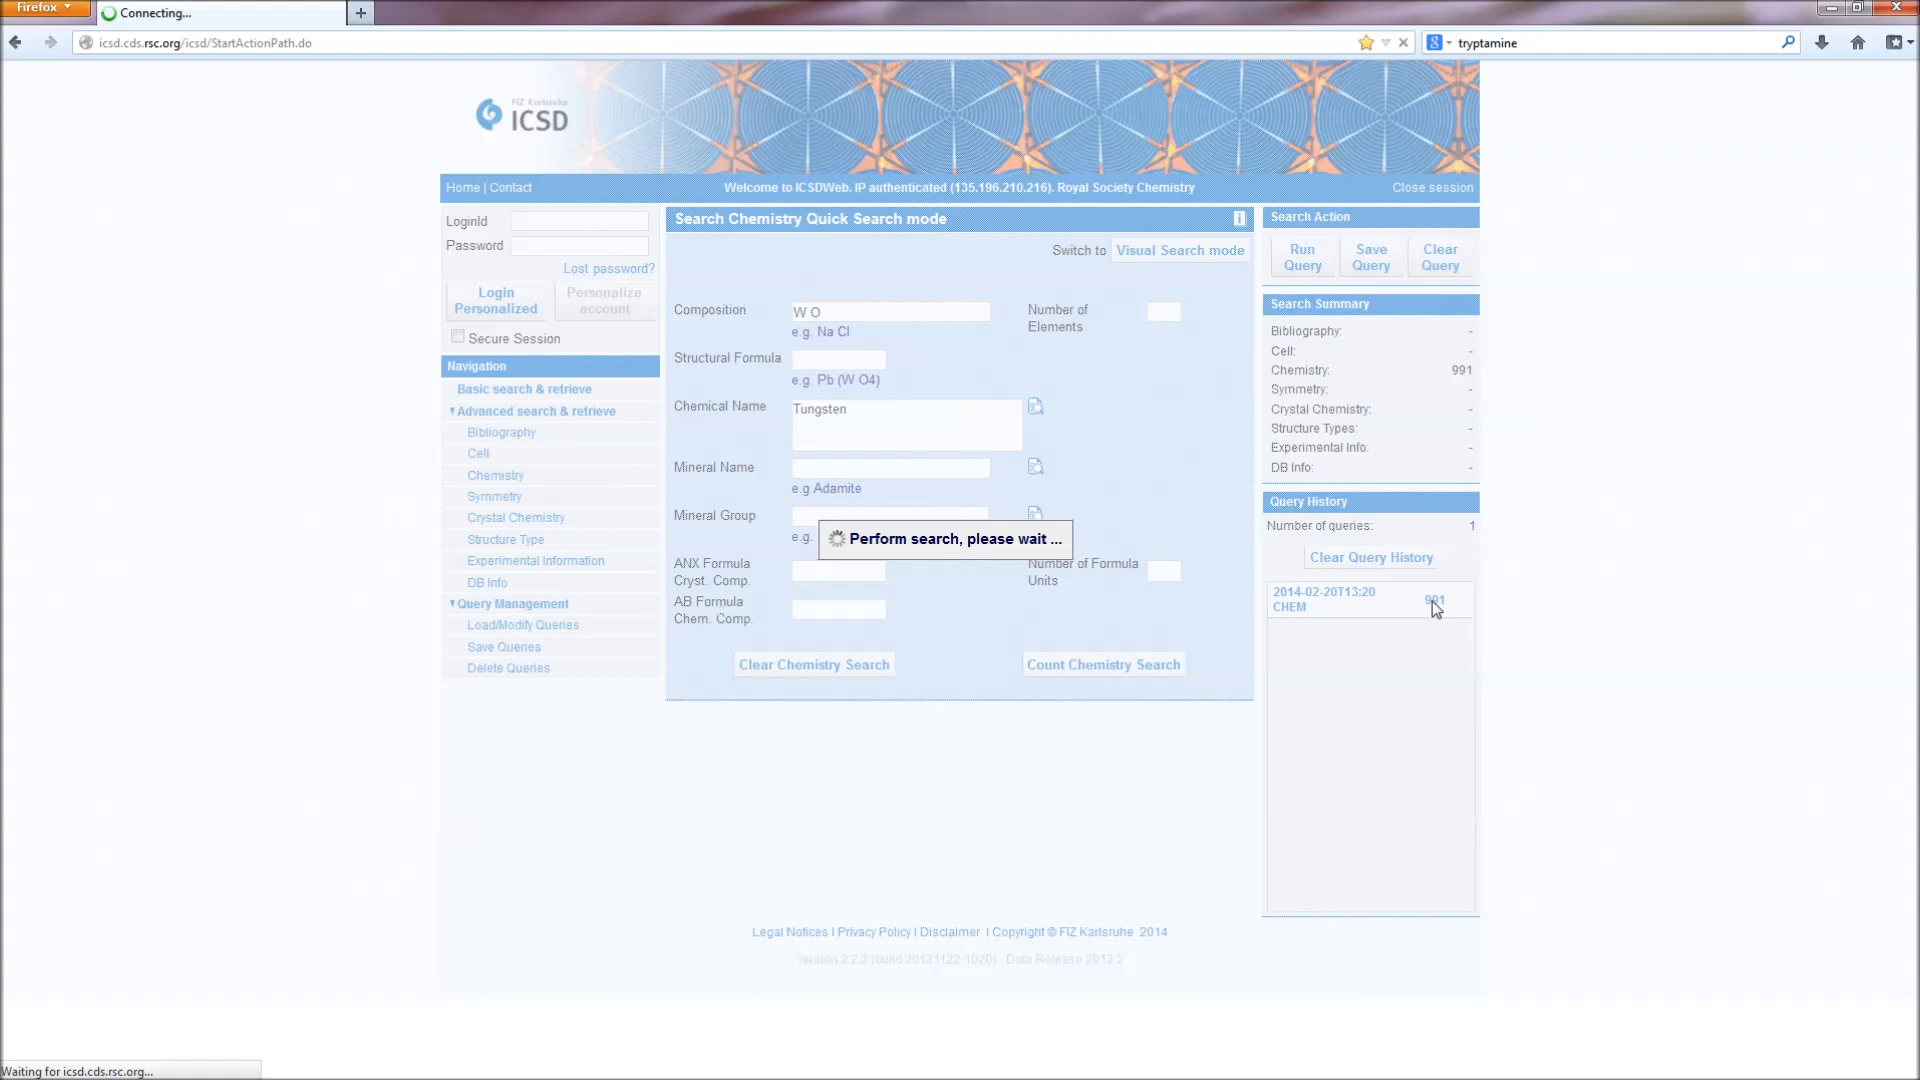 Firefox
Connecting...
icsd.cds.rsc.org/icsd/StartActionPath.do
tryptamine
FIZ Karlsruhe
ICSD
Home | Contact
Welcome to ICSDWeb. IP authenticated (135.196.210.216). Royal Society Chemistry
Close session
LoginId
Password
Lost password?
Login Personalized
Personalize account
Secure Session
Navigation
Basic search & retrieve
Advanced search & retrieve
Bibliography
Cell
Chemistry
Symmetry
Crystal Chemistry
Structure Type
Experimental Information
DB Info
Query Management
Load/Modify Queries
Save Queries
Delete Queries
Search Chemistry Quick Search mode
Switch to Visual Search mode
Composition
W O
e.g. Na Cl
Number of Elements
Structural Formula
e.g. Pb (W O4)
Chemical Name
Tungsten
Mineral Name
e.g Adamite
Mineral Group
e.g.
Perform search, please wait ...
ANX Formula
Cryst. Comp.
Number of Formula Units
AB Formula
Chem. Comp.
Clear Chemistry Search
Count Chemistry Search
Search Action
Run Query
Save Query
Clear Query
Search Summary
Bibliography: -
Cell: -
Chemistry: 991
Symmetry: -
Crystal Chemistry: -
Structure Types: -
Experimental Info: -
DB Info: -
Query History
Number of queries: 1
Clear Query History
2014-02-20T13:20
CHEM
991
Legal Notices | Privacy Policy | Disclaimer | Copyright © FIZ Karlsruhe 2014
Version 2.2.2 (build 20131122-1020) - Data Release 2013.2
Waiting for icsd.cds.rsc.org...